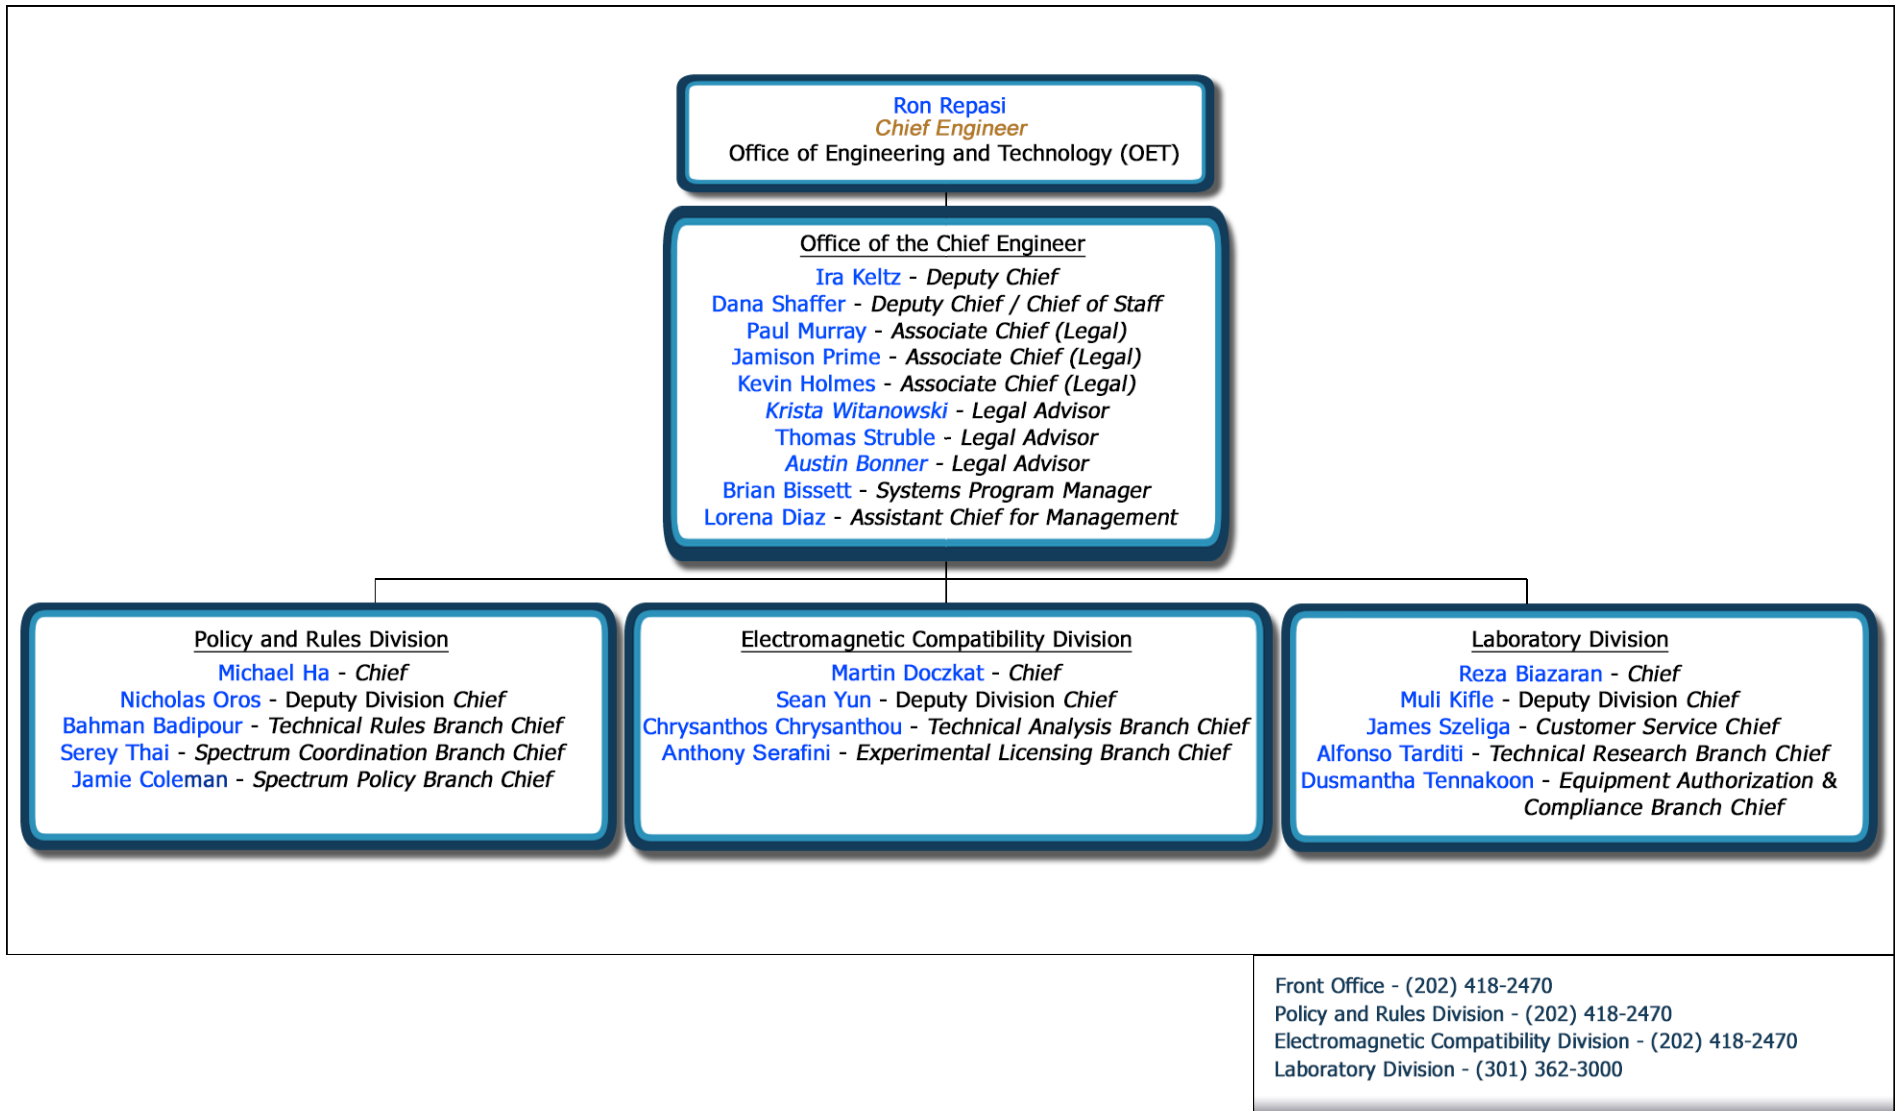 Ron Repasi
Chief Engineer
Office of Engineering and Technology (OET)
Office of the Chief Engineer
Ira Keltz - Deputy Chief
Dana Shaffer - Deputy Chief / Chief of Staff
Paul Murray - Associate Chief (Legal)
Jamison Prime - Associate Chief (Legal)
Kevin Holmes - Associate Chief (Legal)
Krista Witanowski - Legal Advisor
Thomas Struble - Legal Advisor
Austin Bonner - Legal Advisor
Brian Bissett - Systems Program Manager
Lorena Diaz - Assistant Chief for Management
Policy and Rules Division
Michael Ha - Chief
Nicholas Oros - Deputy Division Chief
Bahman Badipour - Technical Rules Branch Chief
Serey Thai - Spectrum Coordination Branch Chief
Jamie Coleman - Spectrum Policy Branch Chief
Electromagnetic Compatibility Division
Martin Doczkat - Chief
Sean Yun - Deputy Division Chief
Chrysanthos Chrysanthou - Technical Analysis Branch Chief
Anthony Serafini - Experimental Licensing Branch Chief
Laboratory Division
Reza Biazaran - Chief
Muli Kifle - Deputy Division Chief
James Szeliga - Customer Service Chief
Alfonso Tarditi - Technical Research Branch Chief
Dusmantha Tennakoon - Equipment Authorization &
Compliance Branch Chief
Front Office - (202) 418-2470
Policy and Rules Division - (202) 418-2470
Electromagnetic Compatibility Division - (202) 418-2470
Laboratory Division - (301) 362-3000